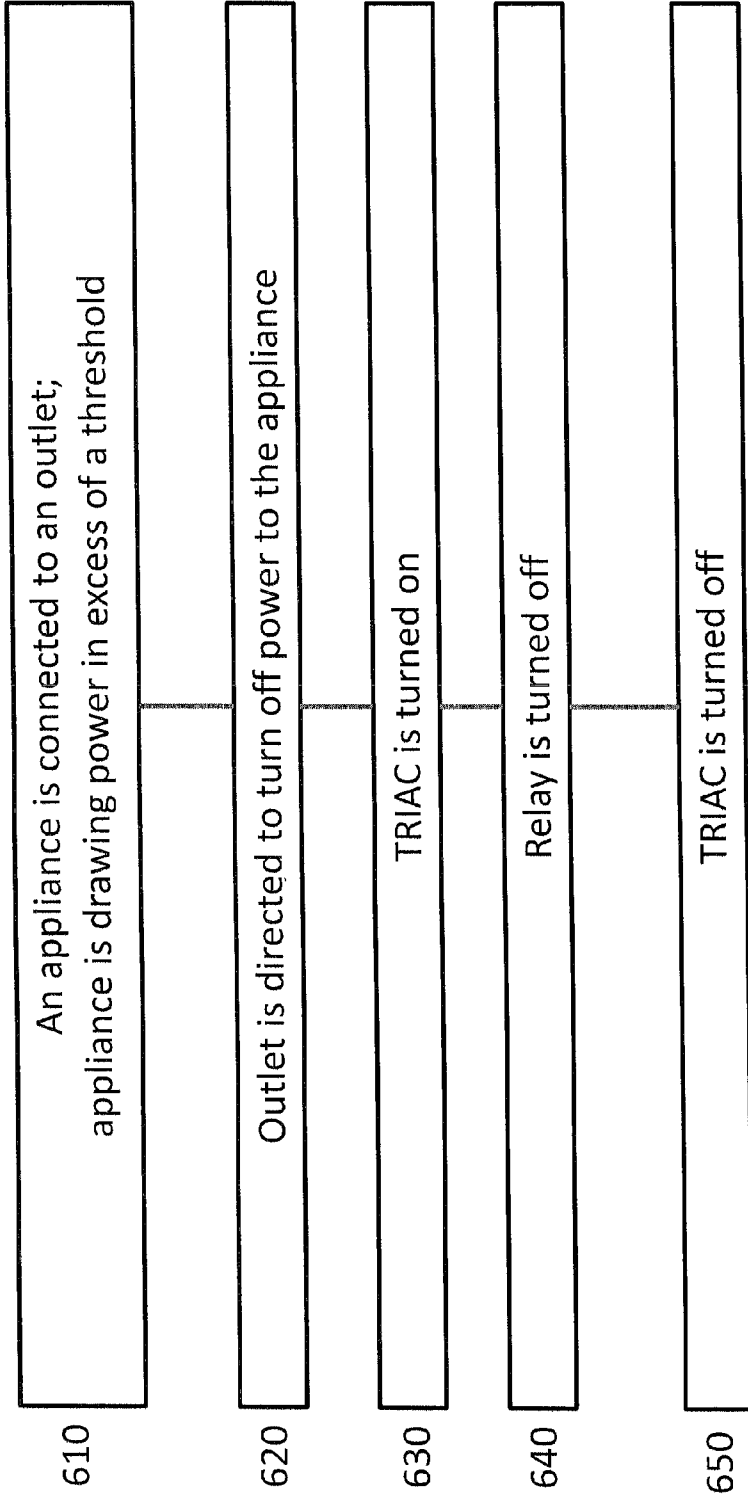 610
An appliance is connected to an outlet;
appliance is drawing power in excess of a threshold
620
Outlet is directed to turn off power to the appliance
630
TRIAC is turned on
640
Relay is turned off
650
TRIAC is turned off